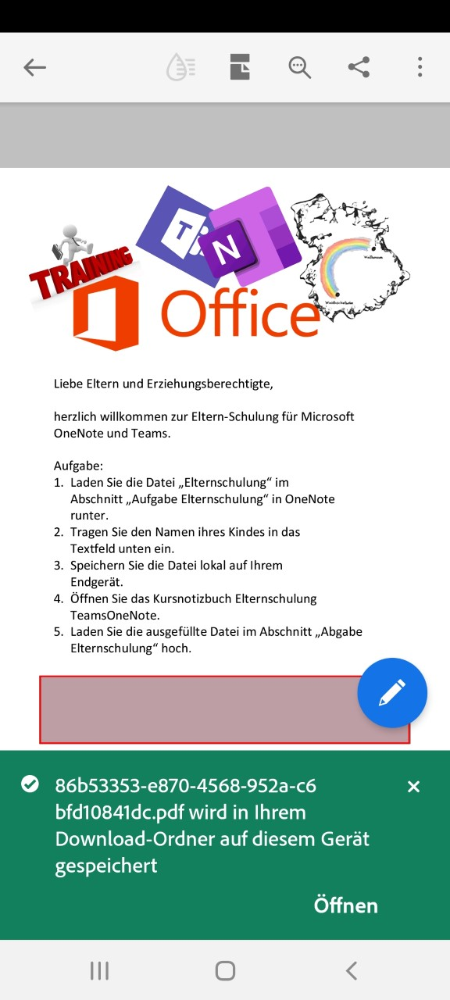 TRAINING
T
N
Office
Liebe Eltern und Erziehungsberechtigte,
herzlich willkommen zur Eltern-Schulung für Microsoft
OneNote und Teams.
Aufgabe:
1. Laden Sie die Datei „Elternschulung“ im
Abschnitt „Aufgabe Elternschulung“ in OneNote
runter.
2. Tragen Sie den Namen ihres Kindes in das
Textfeld unten ein.
3. Speichern Sie die Datei lokal auf Ihrem
Endgerät.
4. Öffnen Sie das Kursnotizbuch Elternschulung
TeamsOneNote.
5. Laden Sie die ausgefüllte Datei im Abschnitt „Abgabe
Elternschulung“ hoch.
86b53353-e870-4568-952a-c6
bfd10841dc.pdf wird in Ihrem
Download-Ordner auf diesem Gerät
gespeichert
Öffnen